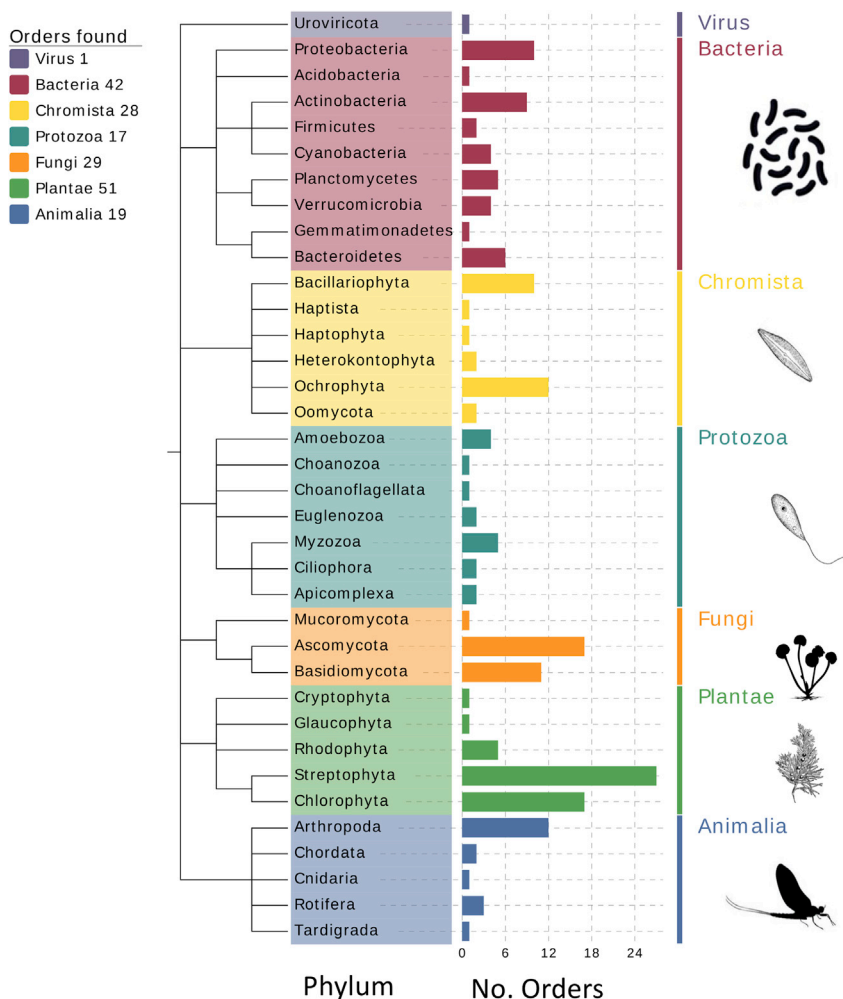 Orders found
Virus 1
Bacteria 42
Chromista 28
Protozoa 17
Fungi 29
Plantae 51
Animalia 19
Uroviricota
Proteobacteria
Acidobacteria
Actinobacteria
Firmicutes
Cyanobacteria
Planctomycetes
Verrucomicrobia
Gemmatimonadetes
Bacteroidetes
Bacillariophyta
Haptista
Haptophyta
Heterokontophyta
Ochrophyta
Oomycota
Amoebozoa
Choanozoa
Choanoflagellata
Euglenozoa
Myzozoa
Ciliophora
Apicomplexa
Mucoromycota
Ascomycota
Basidiomycota
Cryptophyta
Glaucophyta
Rhodophyta
Streptophyta
Chlorophyta
Arthropoda
Chordata
Cnidaria
Rotifera
Tardigrada
Virus
Bacteria
Chromista
Protozoa
Fungi
Plantae
Animalia
0 6 12 18 24
Phylum
No. Orders